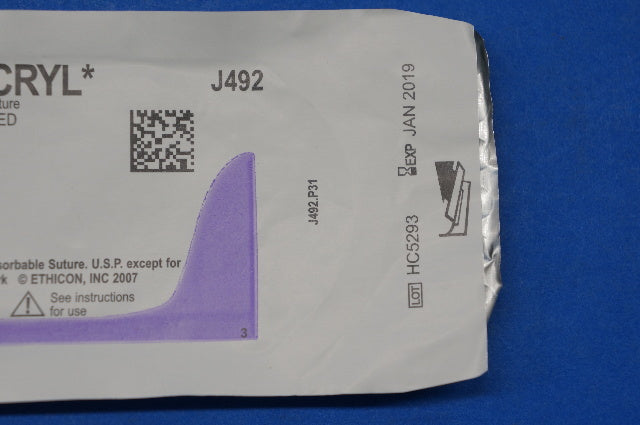 CRYL*
J492
ture
ED
J492.P31
EXP JAN 2019
LOT HC5293
sorbable Suture. U.S.P. except for
rk © ETHICON, INC 2007
See instructions
for use
3